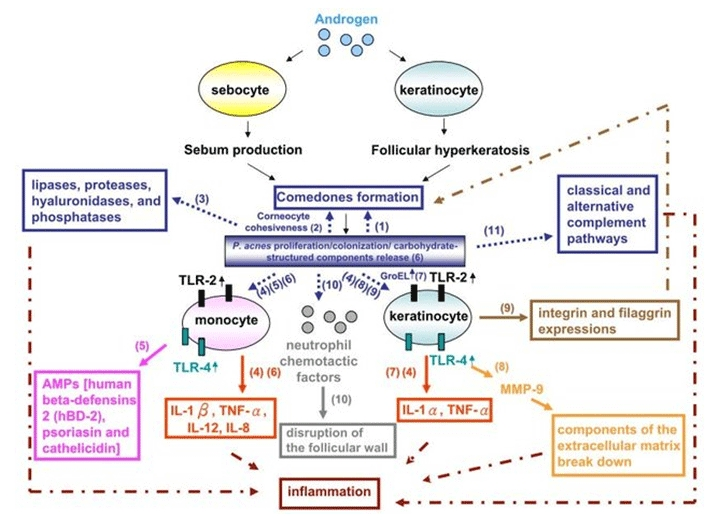 Androgen
sebocyte
keratinocyte
Sebum production
Follicular hyperkeratosis
lipases, proteases,
hyaluronidases, and
phosphatases
(3)
Comedones formation
classical and
alternative
complement
pathways
Corneocyte
cohesiveness (2)
(1)
(11)
P. acnes proliferation/colonization/ carbohydrate-
structured components release (6)
TLR-2
(4)(5)(6)
(10)
(4)(8)(9)
GroEL (7)
TLR-2
monocyte
keratinocyte
(9)
integrin and filaggrin
expressions
neutrophil
chemotactic
factors
(5)
TLR-4
(4) (6)
(7) (4)
TLR-4
(8)
MMP-9
AMPs [human
beta-defensins
2 (hBD-2),
psoriasin and
cathelicidin]
IL-1 β, TNF-α,
IL-12, IL-8
(10)
IL-1 α, TNF-α
disruption of
the follicular wall
components of
the extracellular matrix
break down
inflammation